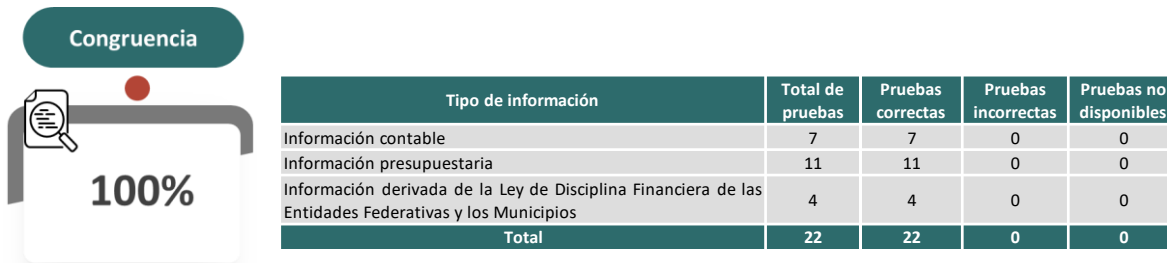 Congruencia
100%
Tipo de información Total de pruebas Pruebas correctas Pruebas incorrectas Pruebas no disponibles
Información contable 7 7 0 0
Información presupuestaria 11 11 0 0
Información derivada de la Ley de Disciplina Financiera de las
Entidades Federativas y los Municipios 4 4 0 0
Total 22 22 0 0